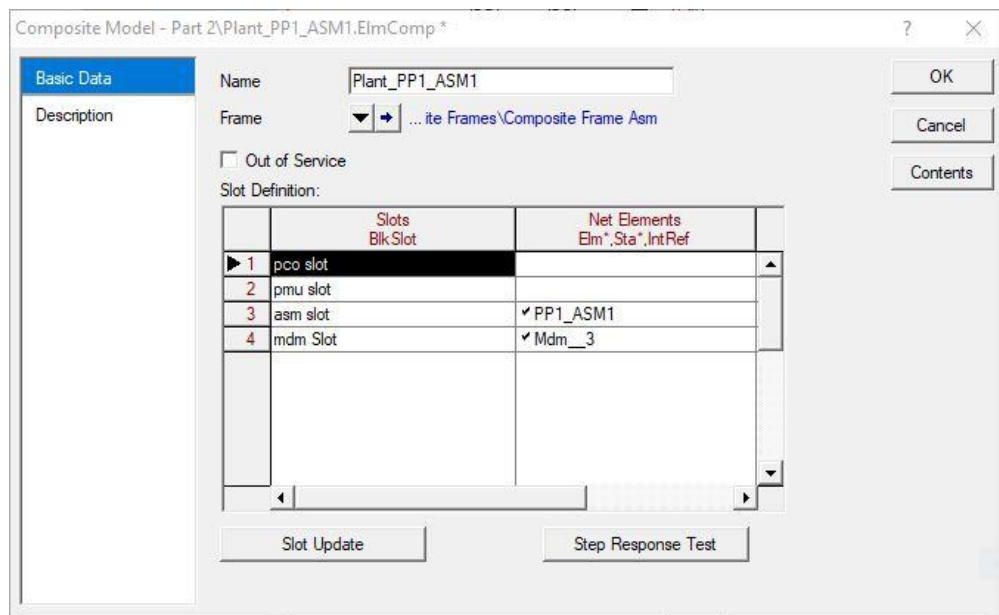 Composite Model - Part 2\Plant_PP1_ASM1.ElmComp *
?
Basic Data
Description
Name
Plant_PP1_ASM1
Frame
... ite Frames\Composite Frame Asm
Out of Service
Slot Definition:
Slots
BlkSlot
Net Elements
Elm*,Sta*,IntRef
1 pco slot
2 pmu slot
3 asm slot PP1_ASM1
4 mdm Slot Mdm__3
Slot Update
Step Response Test
OK
Cancel
Contents